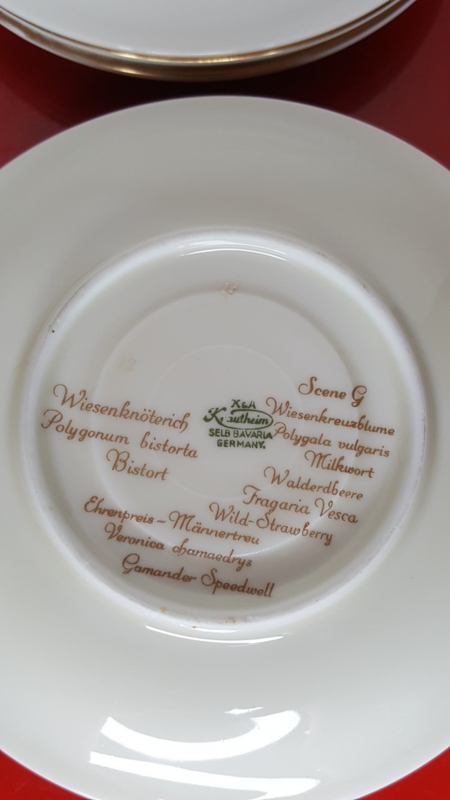 Wiesenknöterich
Polygonum bistorta
Bistort
X&A
Krautheim
SELB BAVARIA
GERMANY.
Scene G
Wiesenkreuzblume
Polygala vulgaris
Milkwort
Walderdbeere
Fragaria Vesca
Wild-Strawberry
Ehrenpreis-Männertreu
Veronica chamaedrys
Gamander Speedwell